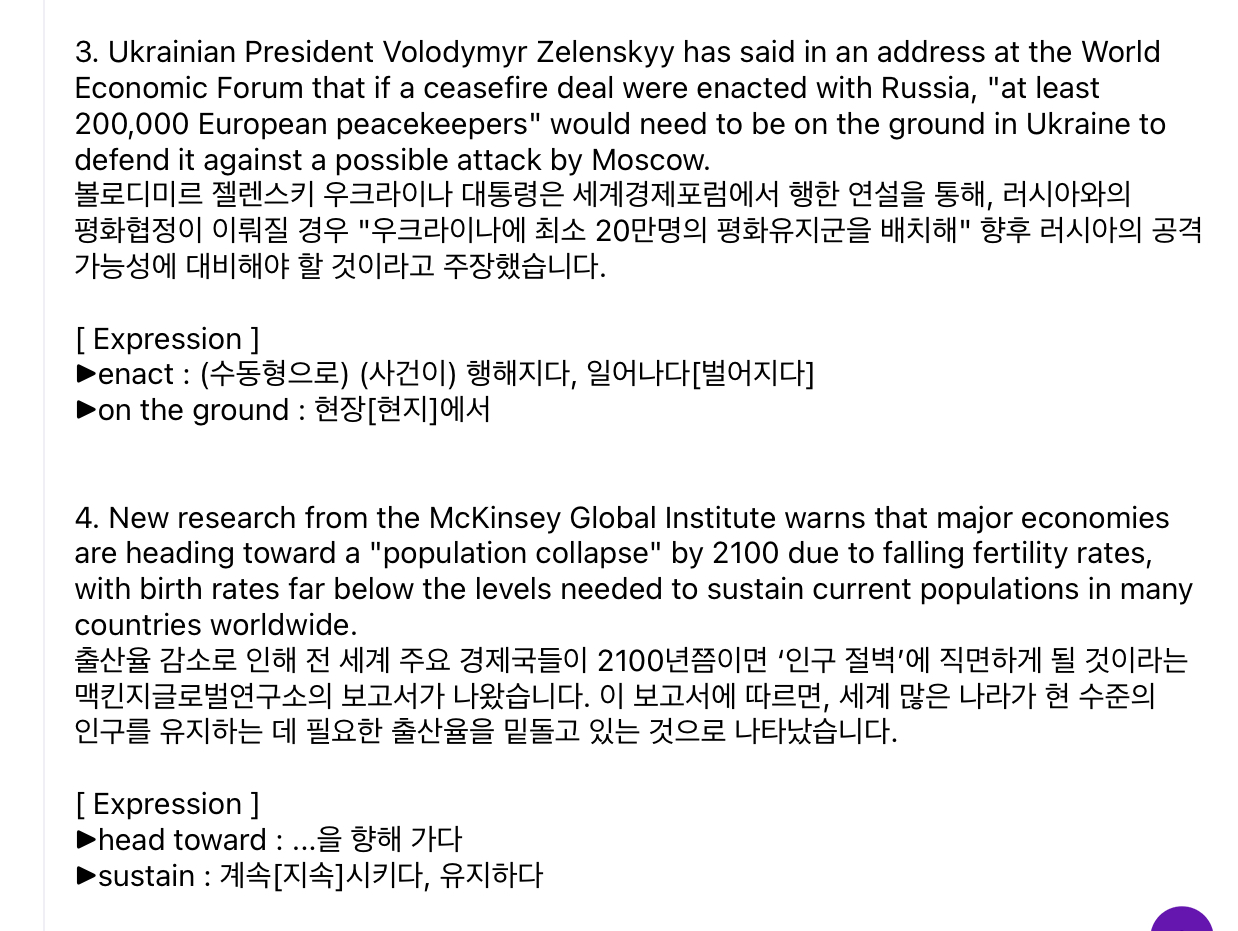 3. Ukrainian President Volodymyr Zelenskyy has said in an address at the World
Economic Forum that if a ceasefire deal were enacted with Russia, "at least
200,000 European peacekeepers" would need to be on the ground in Ukraine to
defend it against a possible attack by Moscow.
볼로디미르 젤렌스키 우크라이나 대통령은 세계경제포럼에서 행한 연설을 통해, 러시아와의
평화협정이 이뤄질 경우 "우크라이나에 최소 20만명의 평화유지군을 배치해" 향후 러시아의 공격
가능성에 대비해야 할 것이라고 주장했습니다.
[ Expression ]
▶enact : (수동형으로) (사건이) 행해지다, 일어나다[벌어지다]
▶on the ground : 현장[현지]에서
4. New research from the McKinsey Global Institute warns that major economies
are heading toward a "population collapse" by 2100 due to falling fertility rates,
with birth rates far below the levels needed to sustain current populations in many
countries worldwide.
출산율 감소로 인해 전 세계 주요 경제국들이 2100년쯤이면 ‘인구 절벽’에 직면하게 될 것이라는
맥킨지글로벌연구소의 보고서가 나왔습니다. 이 보고서에 따르면, 세계 많은 나라가 현 수준의
인구를 유지하는 데 필요한 출산율을 밑돌고 있는 것으로 나타났습니다.
[ Expression ]
▶head toward : ...을 향해 가다
▶sustain : 계속[지속]시키다, 유지하다